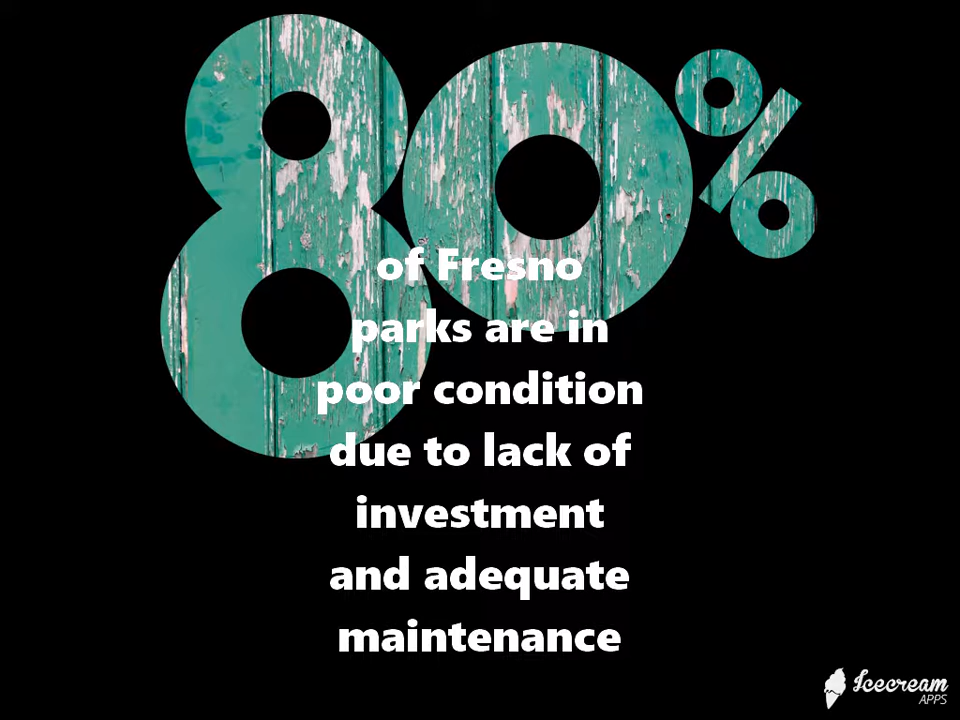 80%
of Fresno
parks are in
poor condition
due to lack of
investment
and adequate
maintenance
Icecream
APPS